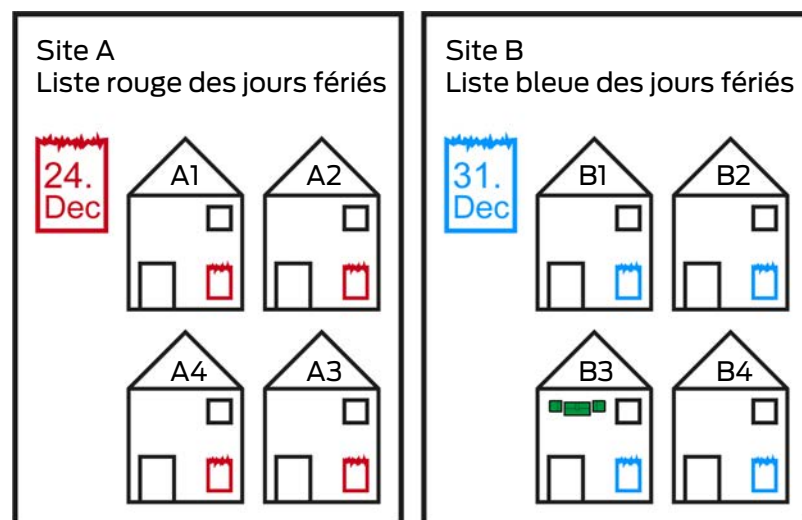 Site A
Liste rouge des jours fériés
24.
Dec
A1
A2
A4
A3
Site B
Liste bleue des jours fériés
31.
Dec
B1
B2
B3
B4